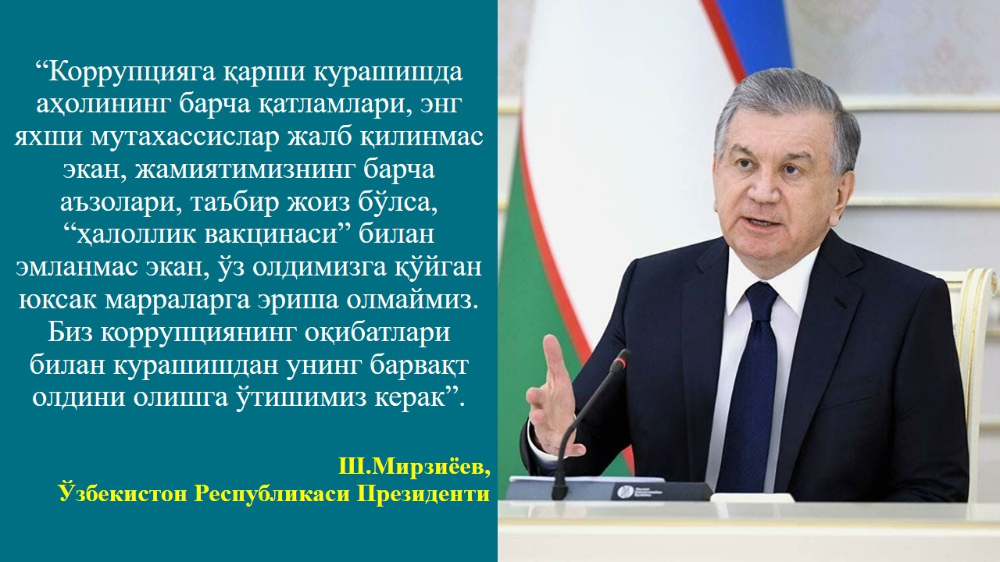 “Коррупцияга қарши курашишда
аҳолининг барча қатламлари, энг
яхши мутахассислар жалб қилинмас
экан, жамиятимизнинг барча
аъзолари, таъбир жоиз бўлса,
“ҳалоллик вакцинаси” билан
эмланмас экан, ўз олдимизга қўйган
юксак марраларга эриша олмаймиз.
Биз коррупциянинг оқибатлари
билан курашишдан унинг барвақт
олдини олишга ўтишимиз керак”.
Ш.Мирзиёев,
Ўзбекистон Республикаси Президенти